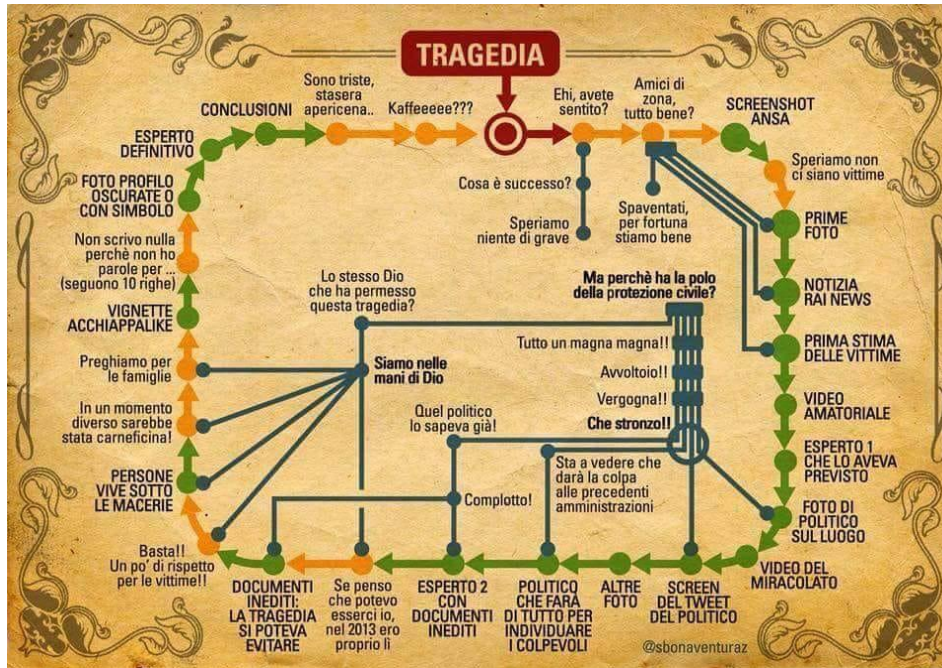 TRAGEDIA
Ehi, avete
sentito?
Amici di
zona,
tutto bene?
SCREENSHOT
ANSA
Speriamo non
ci siano vittime
PRIME
FOTO
NOTIZIA
RAI NEWS
PRIMA STIMA
DELLE VITTIME
VIDEO
AMATORIALE
ESPERTO 1
CHE LO AVEVA
PREVISTO
FOTO DI
POLITICO
SUL LUOGO
VIDEO DEL
MIRACOLATO
SCREEN
DEL TWEET
DEL POLITICO
ALTRE
FOTO
POLITICO
CHE FARÀ
DI TUTTO PER
INDIVIDUARE
I COLPEVOLI
ESPERTO 2
CON
DOCUMENTI
INEDITI
Se penso
che potevo
esserci io,
nel 2013 ero
proprio lì
DOCUMENTI
INEDITI:
LA TRAGEDIA
SI POTEVA
EVITARE
Basta!!
Un po' di rispetto
per le vittime!!
PERSONE
VIVE SOTTO
LE MACERIE
In un momento
diverso sarebbe
stata carneficina!
Preghiamo per
le famiglie
VIGNETTE
ACCHIAPPALIKE
Non scrivo nulla
perchè non ho
parole per ...
(seguono 10 righe)
FOTO PROFILO
OSCURATE O
CON SIMBOLO
ESPERTO
DEFINITIVO
CONCLUSIONI
Sono triste,
stasera
apericena..
Kaffeeeee???
Cosa è successo?
Speriamo
niente di grave
Spaventati,
per fortuna
stiamo bene
Lo stesso Dio
che ha permesso
questa tragedia?
Siamo nelle
mani di Dio
Ma perchè ha la polo
della protezione civile?
Tutto un magna magna!!
Avvoltoio!!
Vergogna!!
Che stronzo!!
Quel politico
lo sapeva già!
Complotto!
Sta a vedere che
darà la colpa
alle precedenti
amministrazioni
@sbonaventuraz